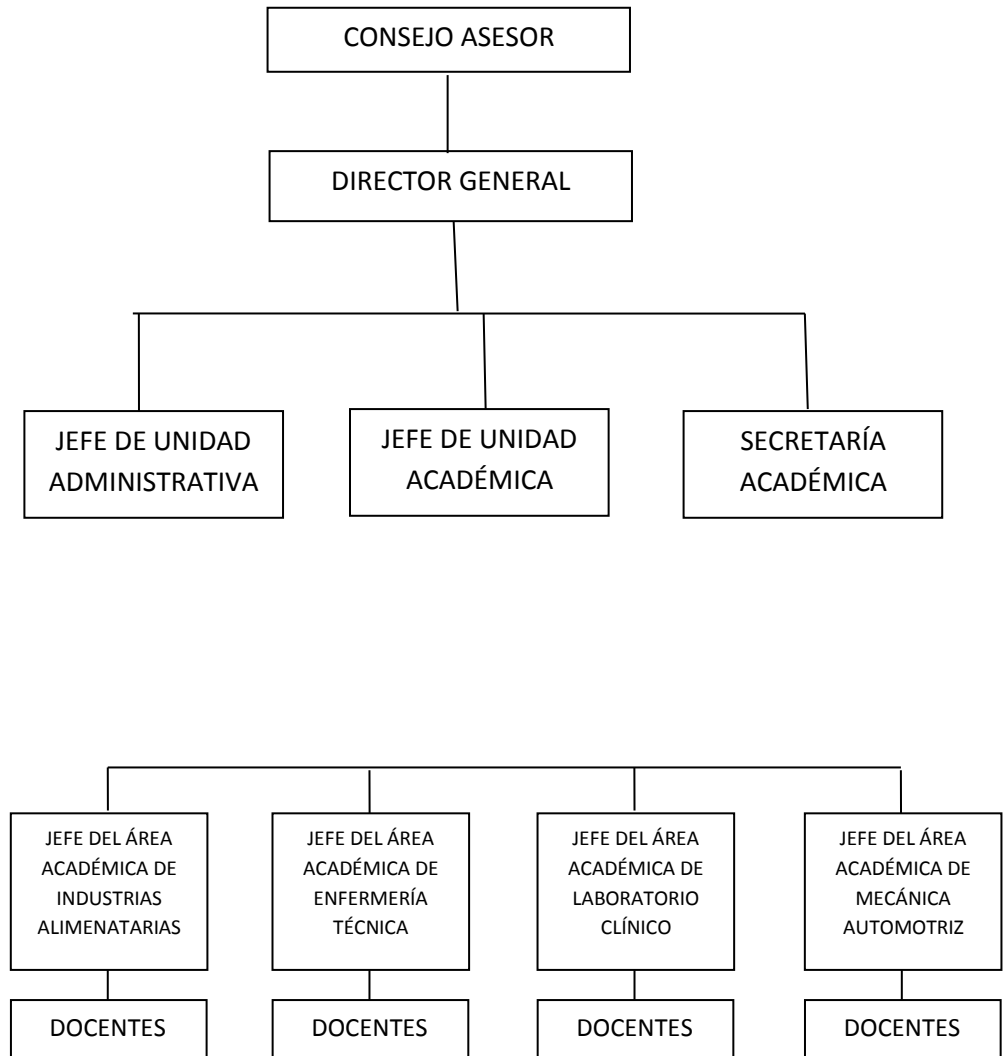 CONSEJO ASESOR
DIRECTOR GENERAL
JEFE DE UNIDAD
ADMINISTRATIVA
JEFE DE UNIDAD
ACADÉMICA
SECRETARÍA
ACADÉMICA
JEFE DEL ÁREA
ACADÉMICA DE
INDUSTRIAS
ALIMENATARIAS
JEFE DEL ÁREA
ACADÉMICA DE
ENFERMERÍA
TÉCNICA
JEFE DEL ÁREA
ACADÉMICA DE
LABORATORIO
CLÍNICO
JEFE DEL ÁREA
ACADÉMICA DE
MECÁNICA
AUTOMOTRIZ
DOCENTES
DOCENTES
DOCENTES
DOCENTES